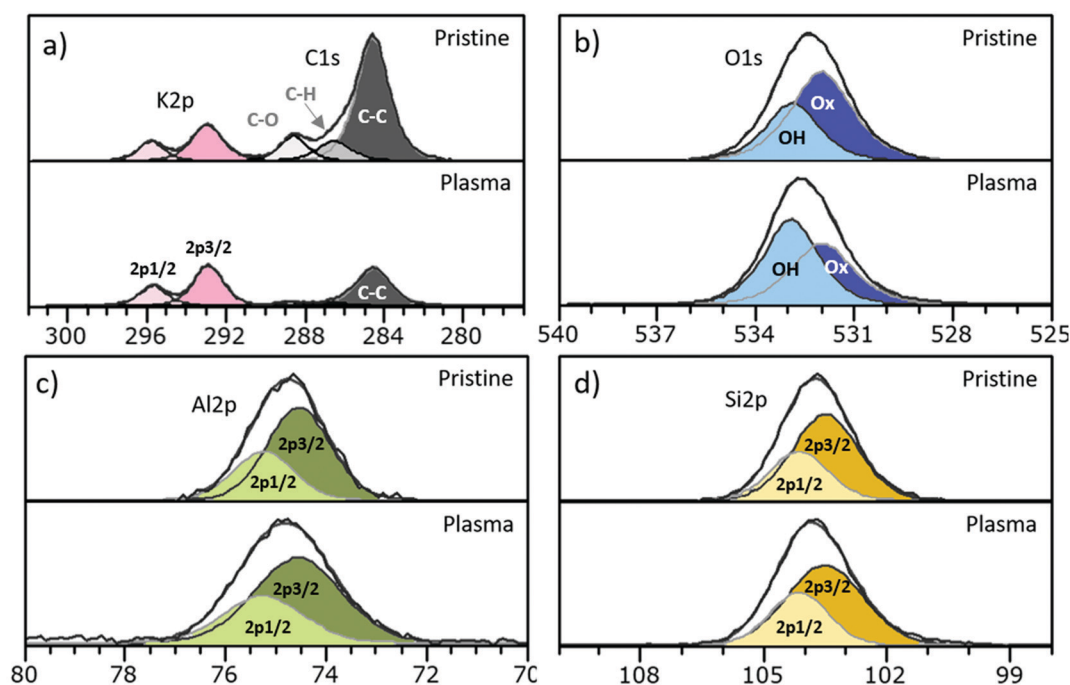 a)
Pristine
C1s
K2p
C-H
C-O
C-C
Plasma
2p1/2
2p3/2
C-C
300 296 292 288 284 280
b)
Pristine
O1s
Ox
OH
Plasma
OH
Ox
540 537 534 531 528 525
c)
Pristine
Al2p
2p3/2
2p1/2
Plasma
2p3/2
2p1/2
80 78 76 74 72 70
d)
Pristine
Si2p
2p3/2
2p1/2
Plasma
2p3/2
2p1/2
108 104 102 99